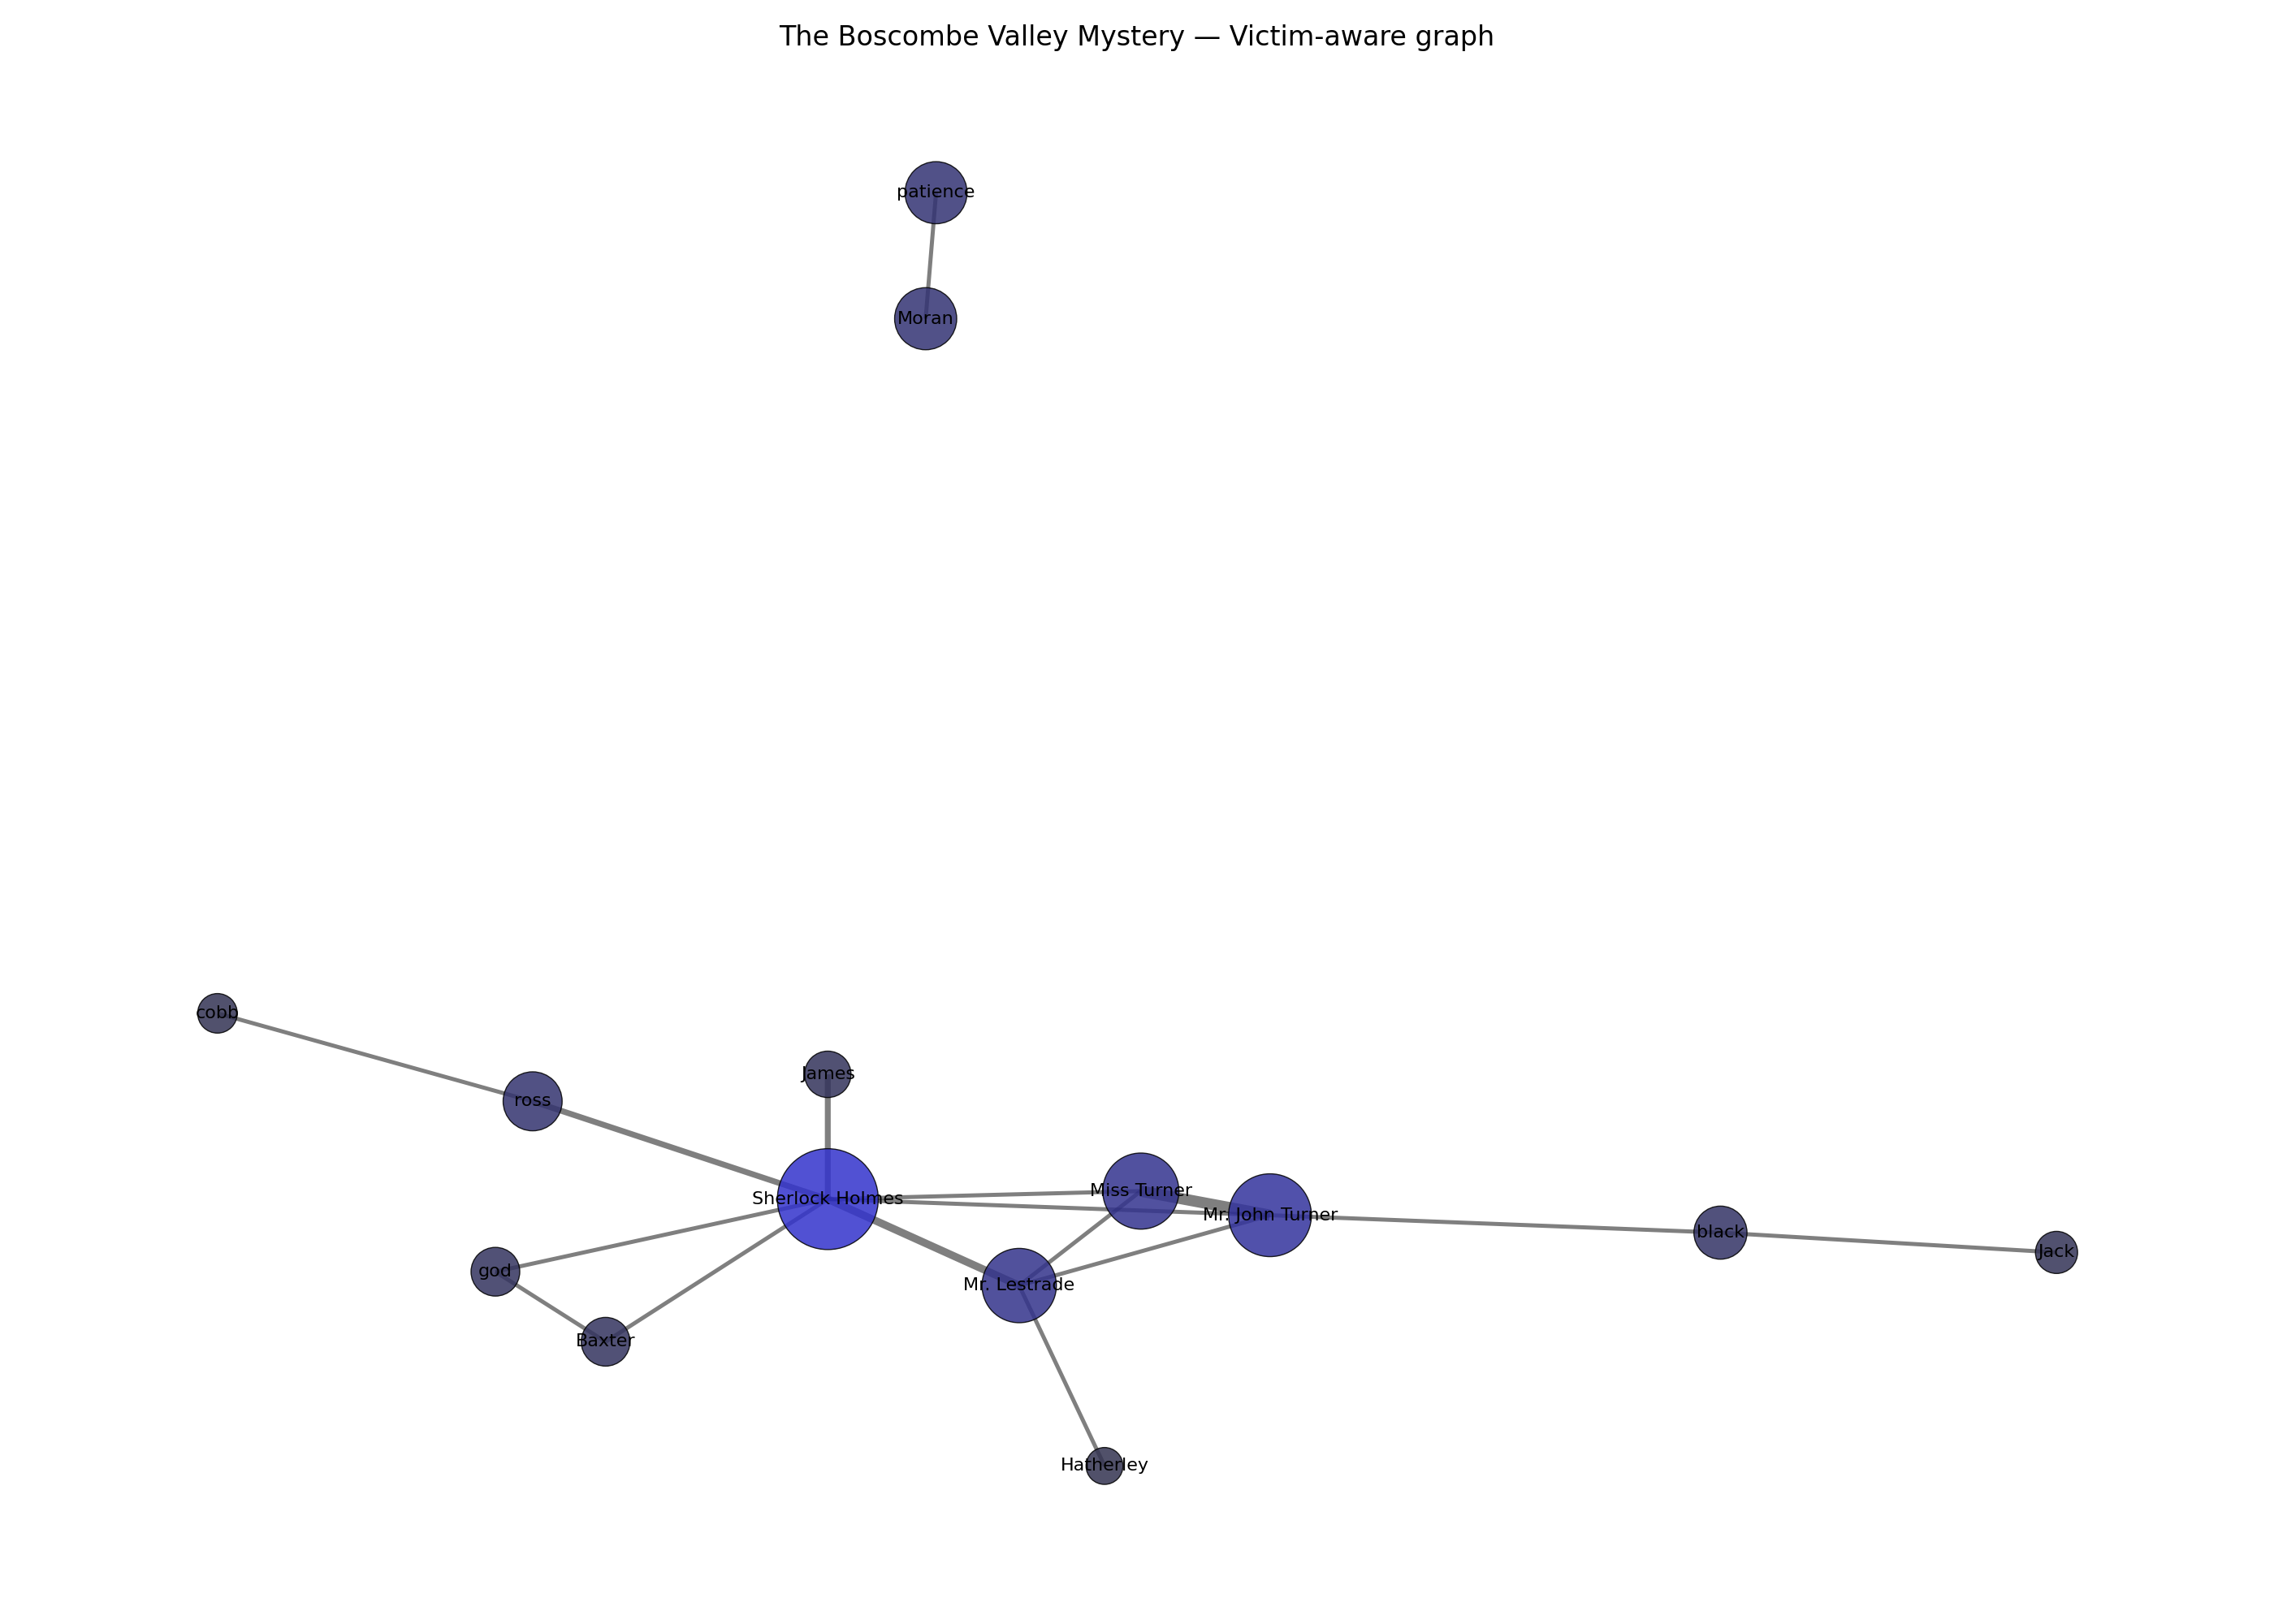 The Boscombe Valley Mystery — Victim-aware graph
patience
Moran
cobb
James
ross
Miss Turner
Sherlock Holmes
Mr. John Turner
black
Jack
god
Mr. Lestrade
Baxter
Hatherley